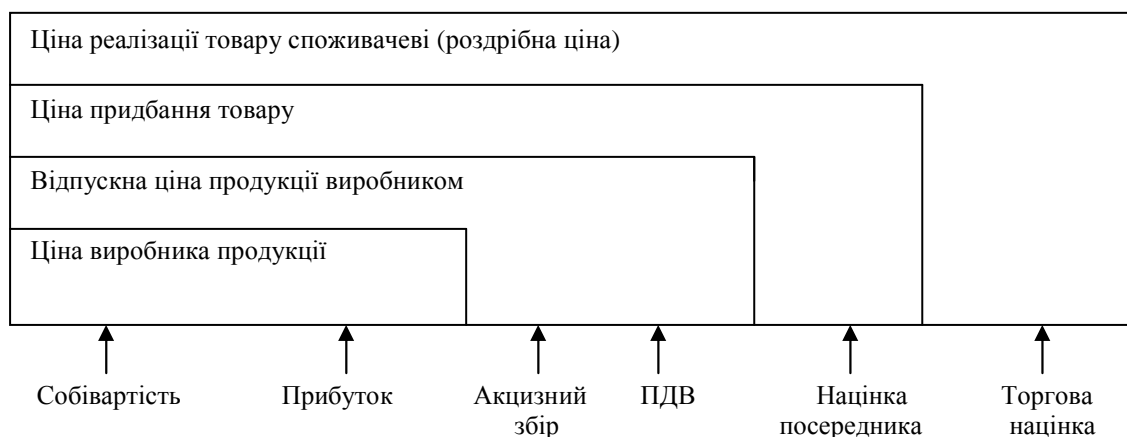 Ціна реалізації товару споживачеві (роздрібна ціна)
Ціна придбання товару
Відпускна ціна продукції виробником
Ціна виробника продукції
Собівартість
Прибуток
Акцизний
збір
ПДВ
Націнка
посередника
Торгова
націнка